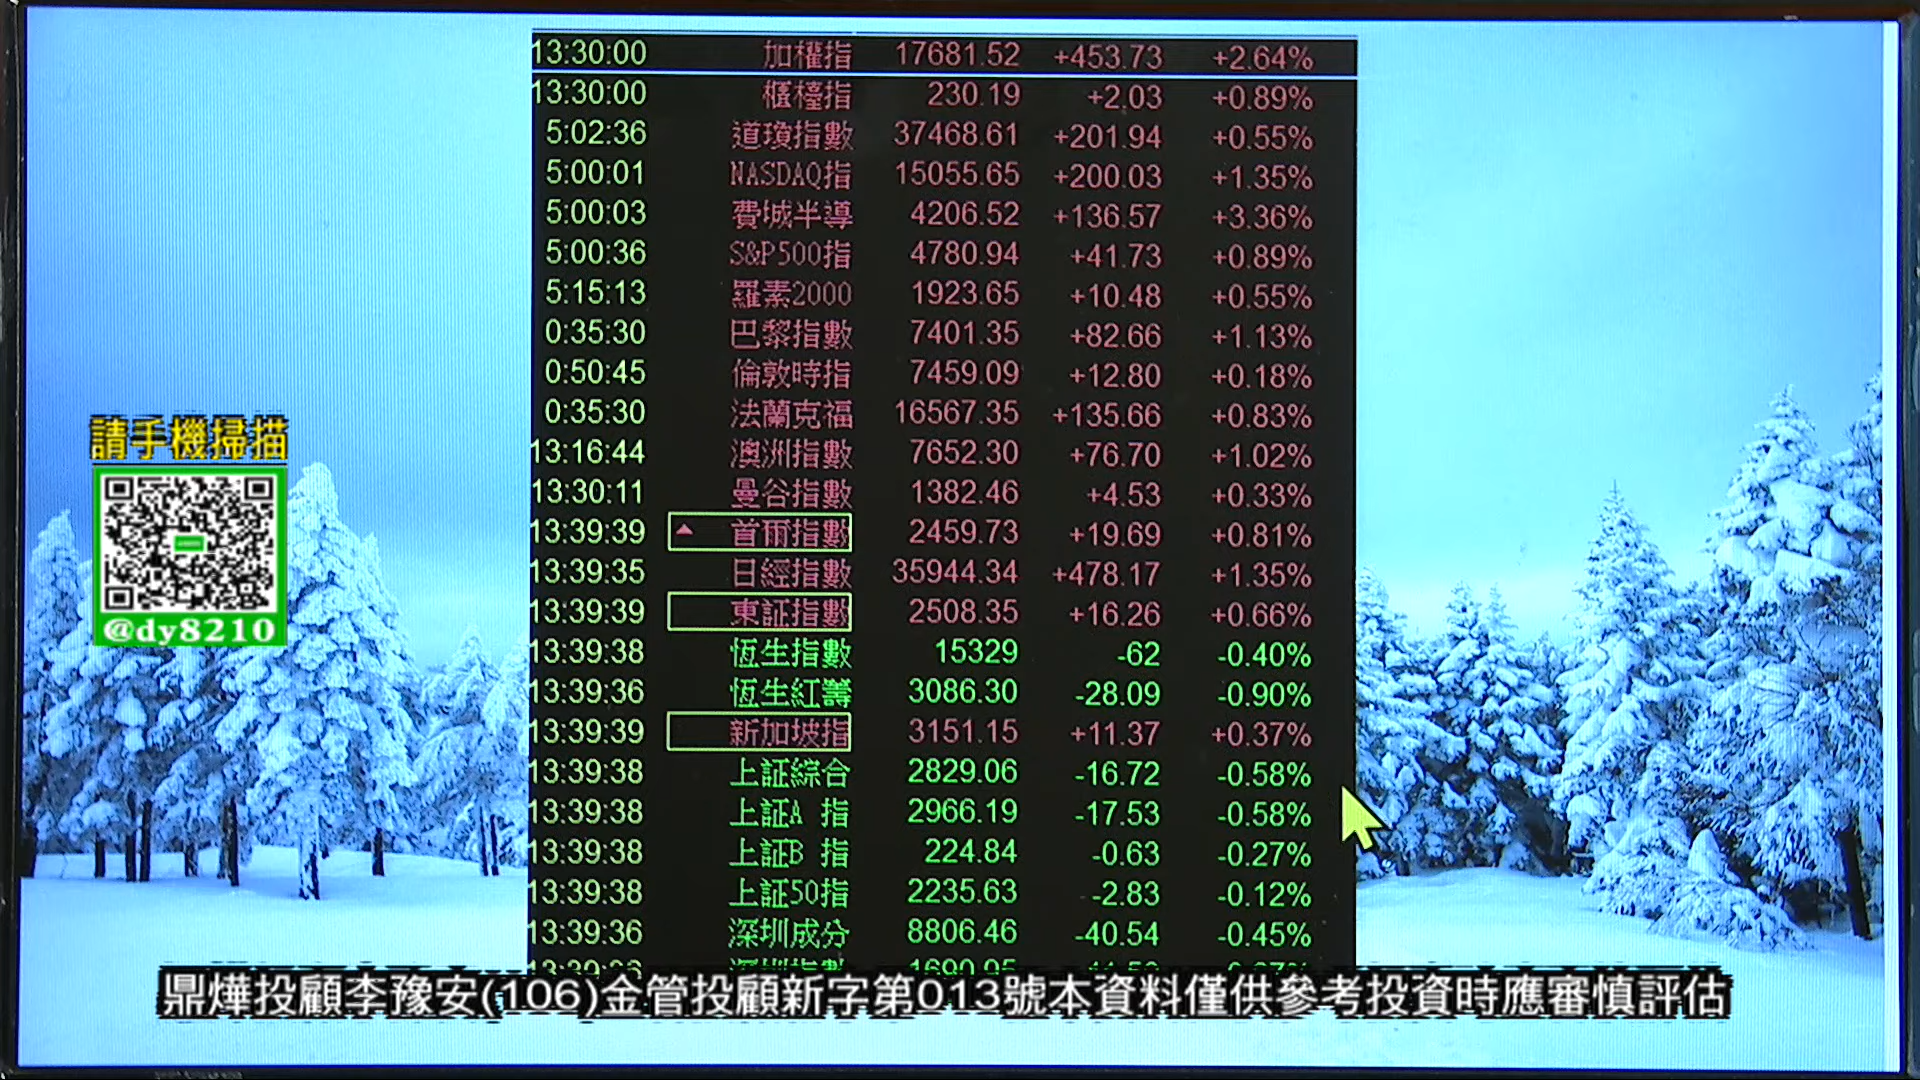 13:30:00 加權指 17681.52 +453.73 +2.64%
13:30:00 櫃檯指 230.19 +2.03 +0.89%
5:02:36 道瓊指數 37468.61 +201.94 +0.55%
5:00:01 NASDAQ指 15055.65 +200.03 +1.35%
5:00:03 費城半導 4206.52 +136.57 +3.36%
5:00:36 S&P500指 4780.94 +41.73 +0.89%
5:15:13 羅素2000 1923.65 +10.48 +0.55%
0:35:30 巴黎指數 7401.35 +82.66 +1.13%
0:50:45 倫敦時指 7459.09 +12.80 +0.18%
0:35:30 法蘭克福 16567.35 +135.66 +0.83%
13:16:44 澳洲指數 7652.30 +76.70 +1.02%
13:30:11 曼谷指數 1382.46 +4.53 +0.33%
13:39:39 首爾指數 2459.73 +19.69 +0.81%
13:39:35 日經指數 35944.34 +478.17 +1.35%
13:39:39 東証指數 2508.35 +16.26 +0.66%
13:39:38 恆生指數 15329 -62 -0.40%
13:39:36 恆生紅籌 3086.30 -28.09 -0.90%
13:39:39 新加坡指 3151.15 +11.37 +0.37%
13:39:38 上証綜合 2829.06 -16.72 -0.58%
13:39:38 上証A 指 2966.19 -17.53 -0.58%
13:39:38 上証B 指 224.84 -0.63 -0.27%
13:39:38 上証50指 2235.63 -2.83 -0.12%
13:39:36 深圳成分 8806.46 -40.54 -0.45%
請手機掃描
@dy8210
鼎燁投顧李豫安(106)金管投顧新字第013號本資料僅供參考投資時應審慎評估